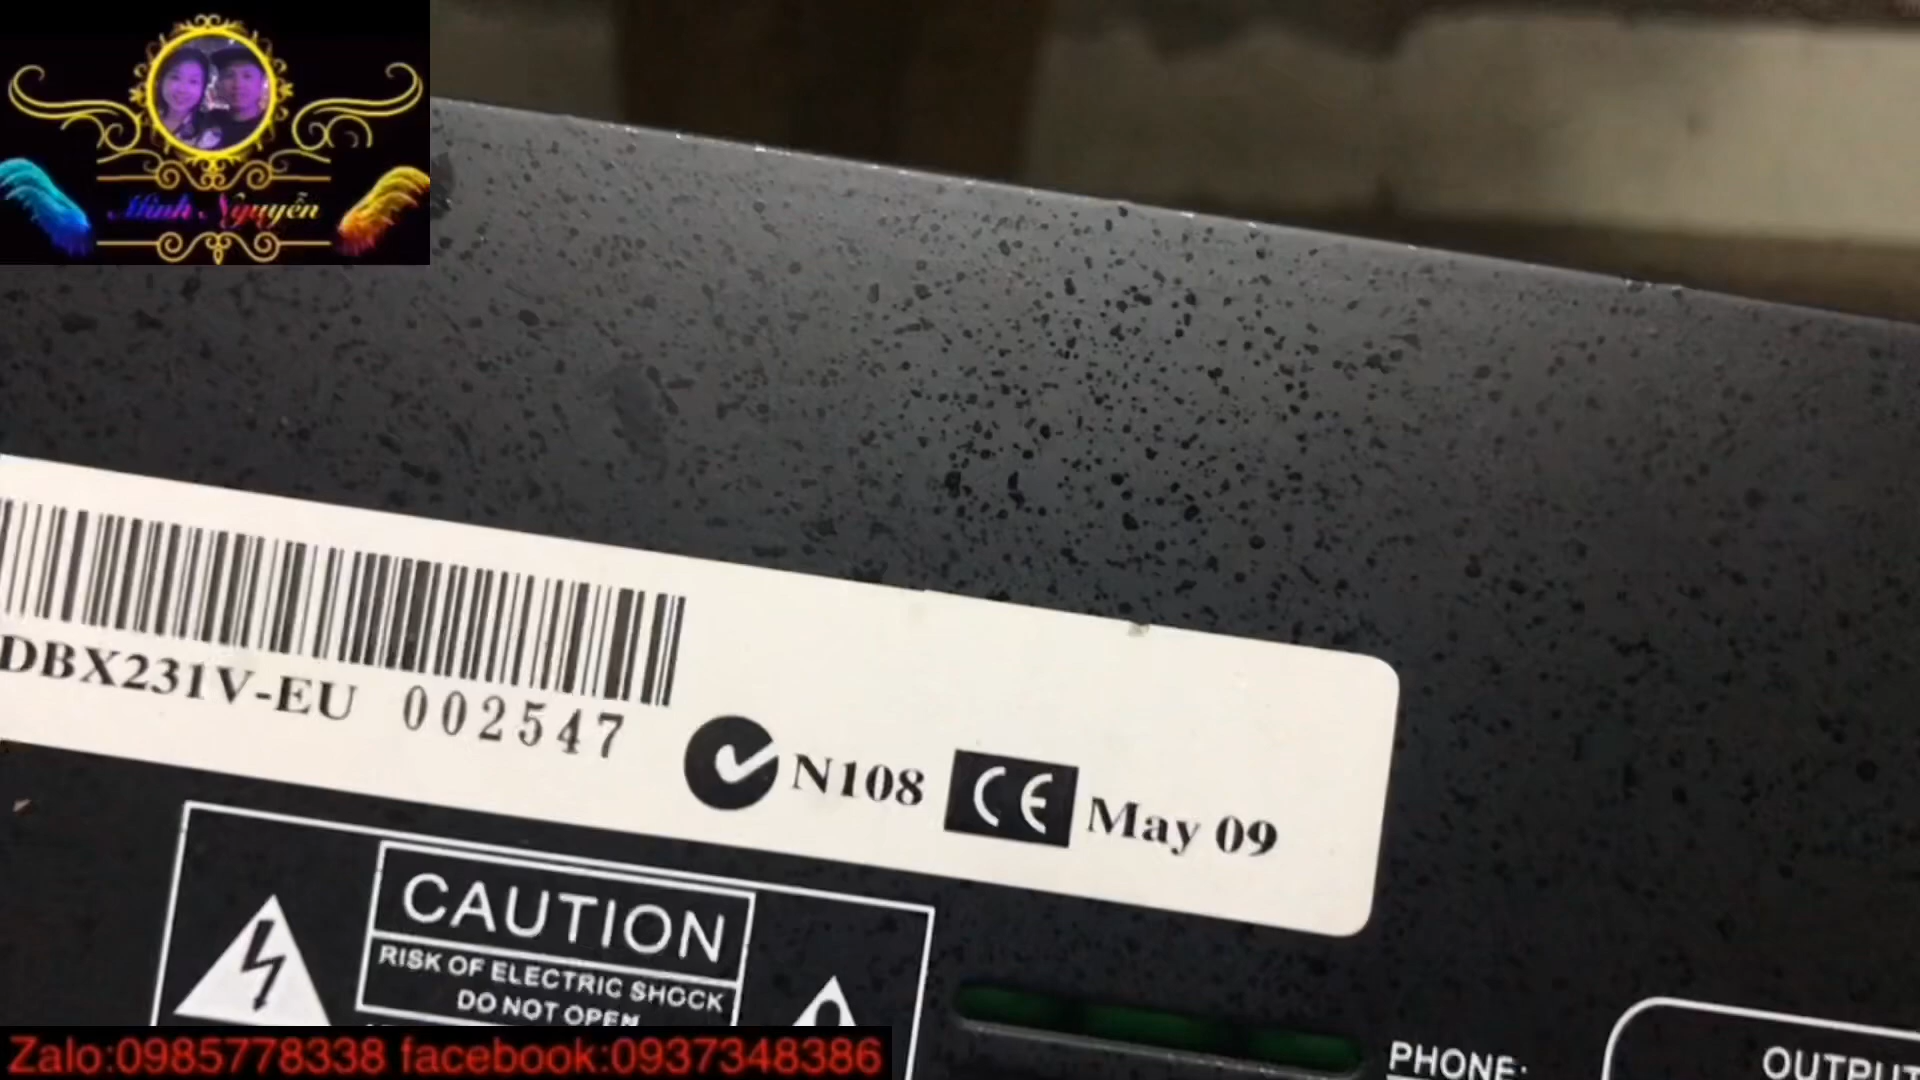 Minh Nguyễn
DBX231V-EU 002547
N108 CE May 09
CAUTION
RISK OF ELECTRIC SHOCK
DO NOT OPEN
PHONE:
OUTPUT
Zalo:0985778338 facebook:0937348386